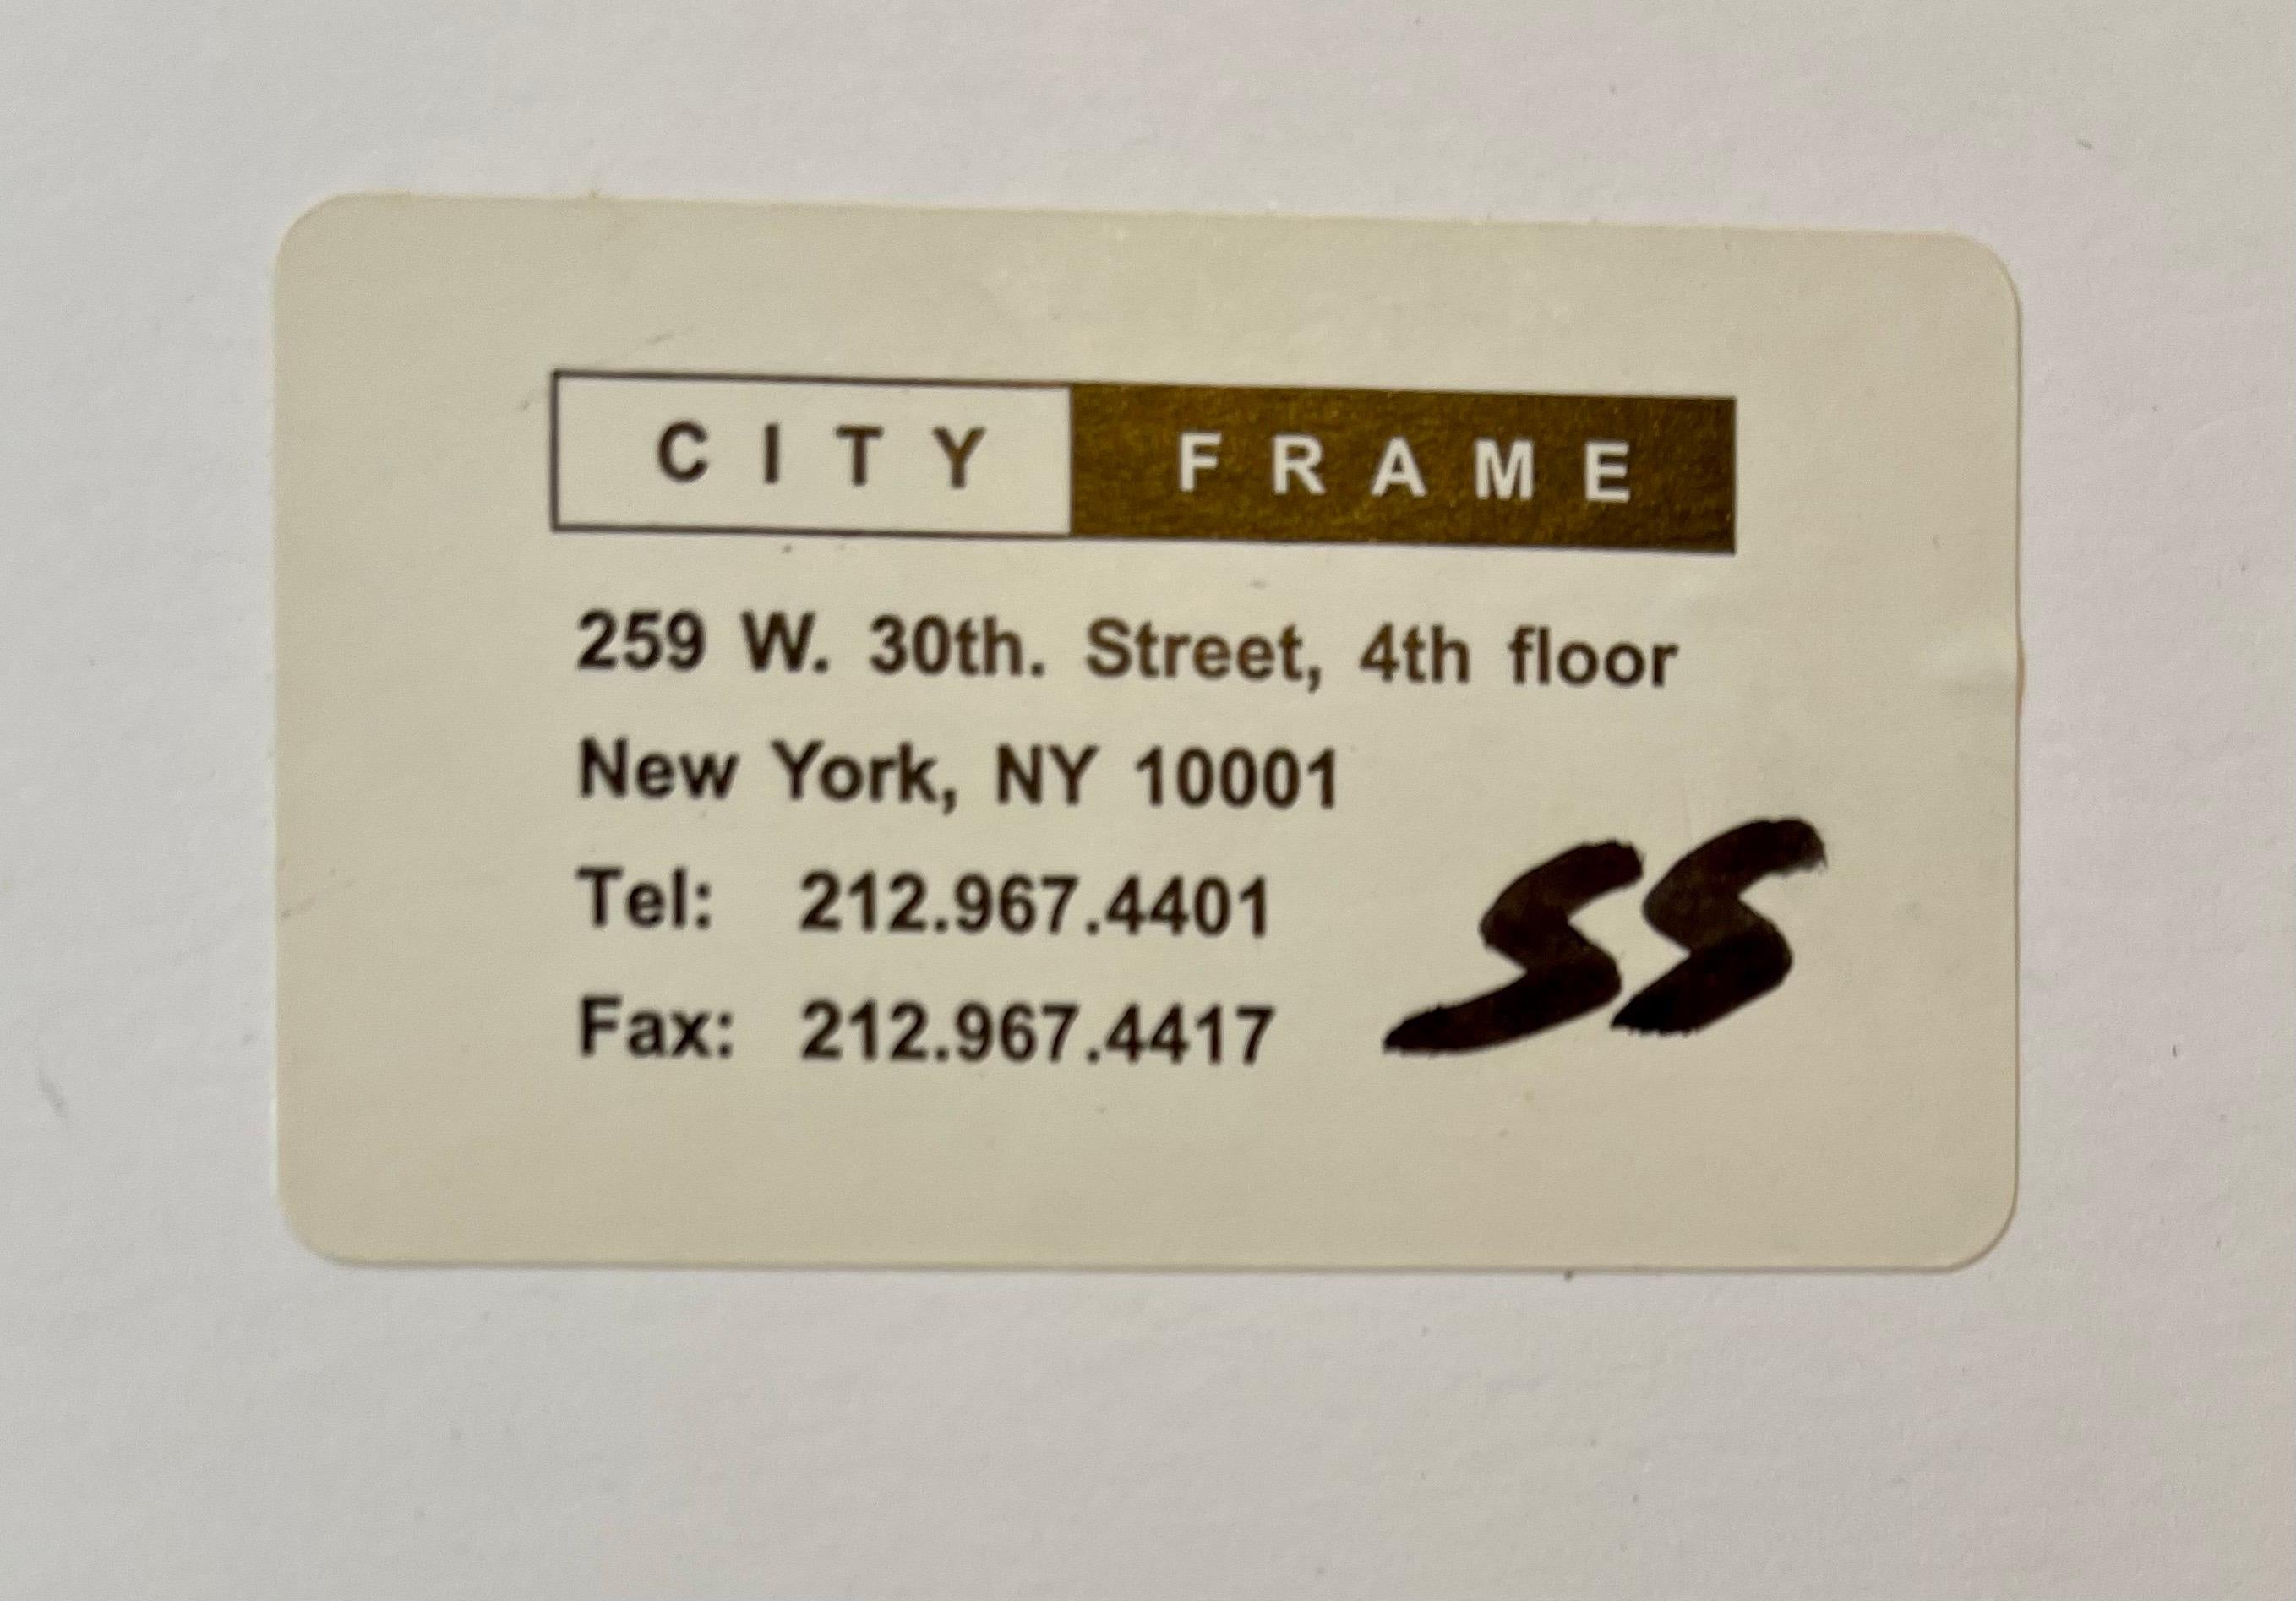 CITY FRAME
259 W. 30th. Street, 4th floor
New York, NY 10001
Tel: 212.967.4401
Fax: 212.967.4417
SS